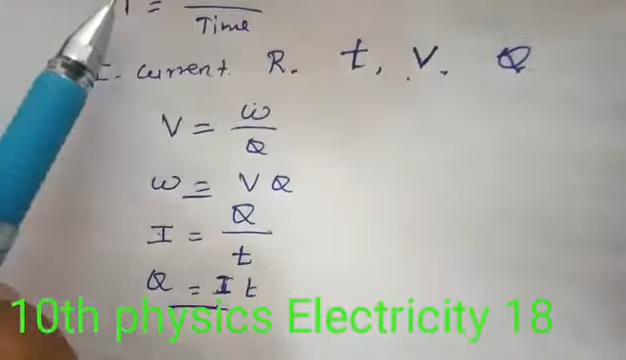 =
Time
I - current R. t, V. Q
V = W/Q
W = VQ
I = Q/t
Q = It
10th physics Electricity 18